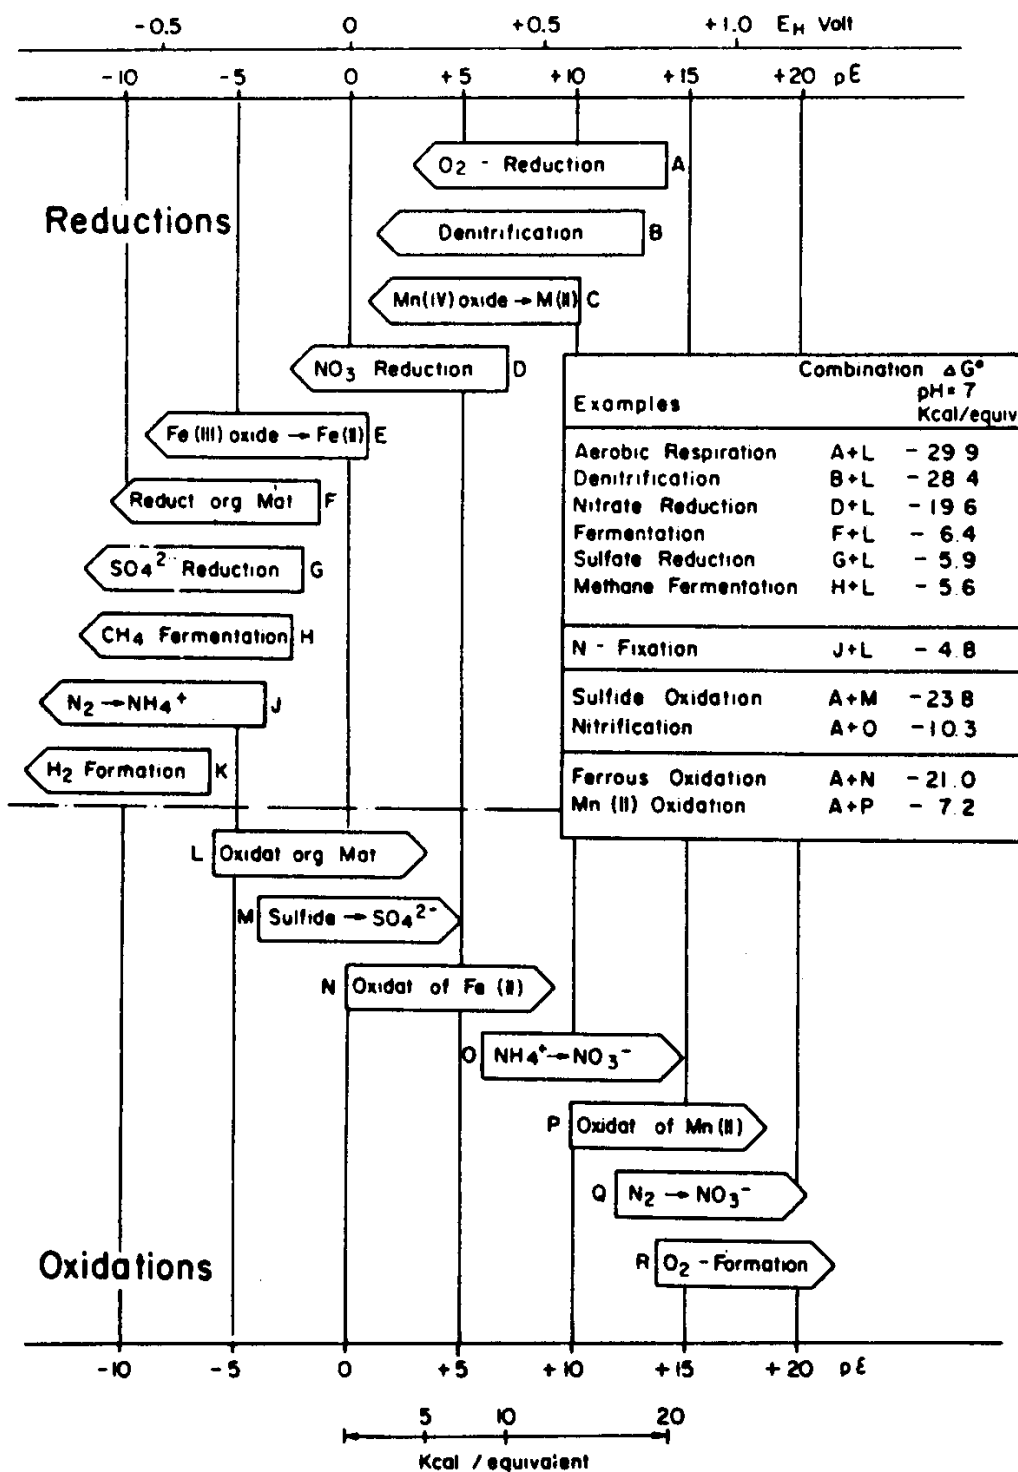 -0.5 0 +0.5 +1.0 EH Volt
-10 -5 0 +5 +10 +15 +20 pE
O2 - Reduction A
Reductions
Denitrification B
Mn(IV)oxide → M(II) C
NO3 Reduction D
Fe(III)oxide → Fe(II) E
Reduct org Mat F
SO4 2- Reduction G
CH4 Fermentation H
N2 → NH4+ J
H2 Formation K
Combination ΔG°
pH = 7
Examples Kcal/equiv
Aerobic Respiration A+L - 29 9
Denitrification B+L - 28 4
Nitrate Reduction D+L - 19 6
Fermentation F+L - 6.4
Sulfate Reduction G+L - 5.9
Methane Fermentation H+L - 5.6
N - Fixation J+L - 4.8
Sulfide Oxidation A+M -23 8
Nitrification A+O -10.3
Ferrous Oxidation A+N -21.0
Mn (II) Oxidation A+P - 7.2
L Oxidat org Mat
M Sulfide → SO4 2-
N Oxidat of Fe (II)
O NH4+ → NO3-
P Oxidat of Mn(II)
Q N2 → NO3-
Oxidations
R O2 - Formation
-10 -5 0 +5 +10 +15 +20 pE
5 10 20
Kcal / equivalent